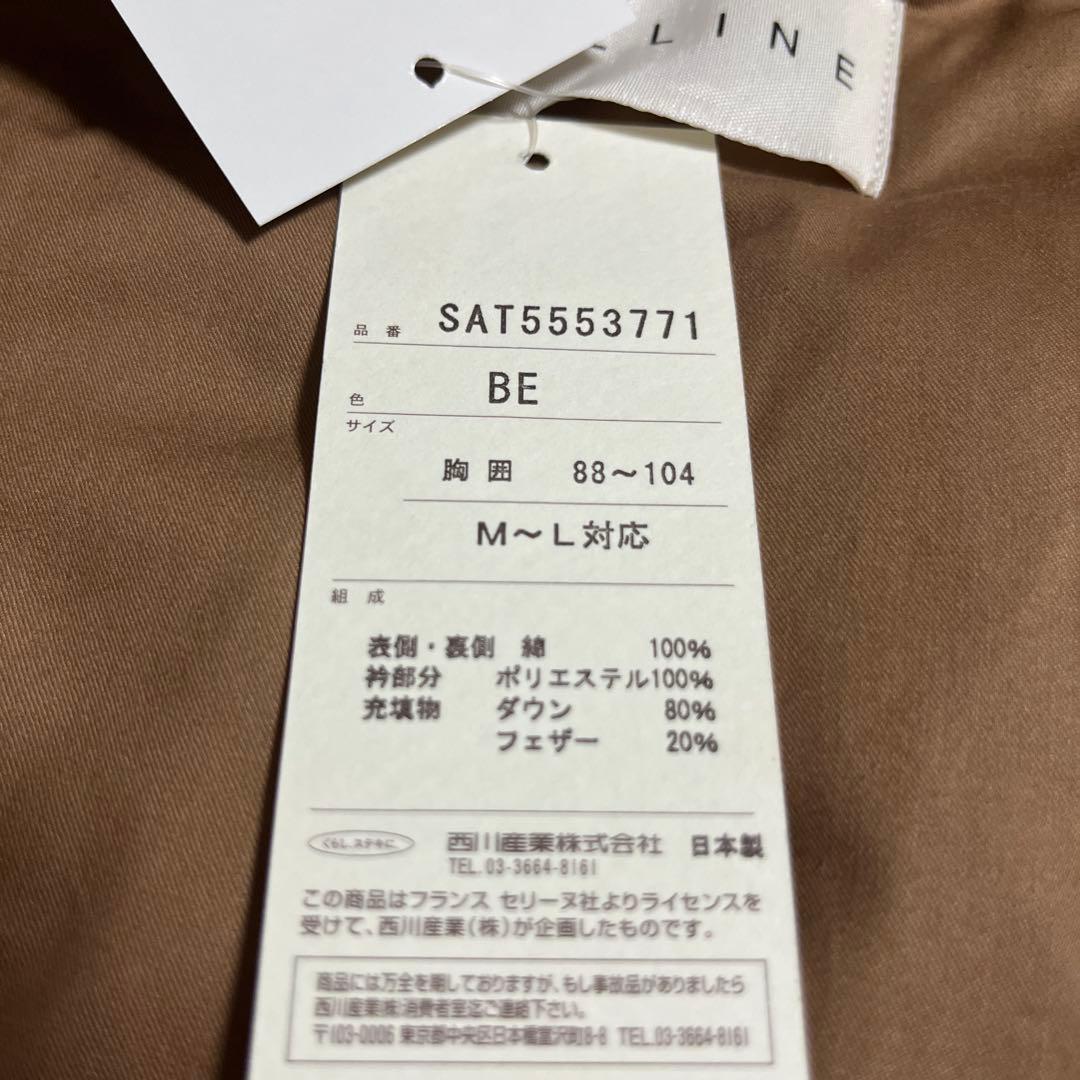 LINE
品番 SAT5553771
色 BE
サイズ
胸囲 88～104
M～L対応
組成
表側・裏側 綿 100%
衿部分 ポリエステル100%
充填物 ダウン 80%
フェザー 20%
くらし、ステキに 西川産業株式会社 日本製
TEL.03-3664-8161
この商品はフランス セリーヌ社よりライセンスを
受けて、西川産業(株)が企画したものです。
商品には万全を期しておりますが、もし事故品がありましたら
西川産業(株)消費者室迄ご連絡下さい。
〒103-0006 東京都中央区日本橋富沢町8-8 TEL.03-3664-8161